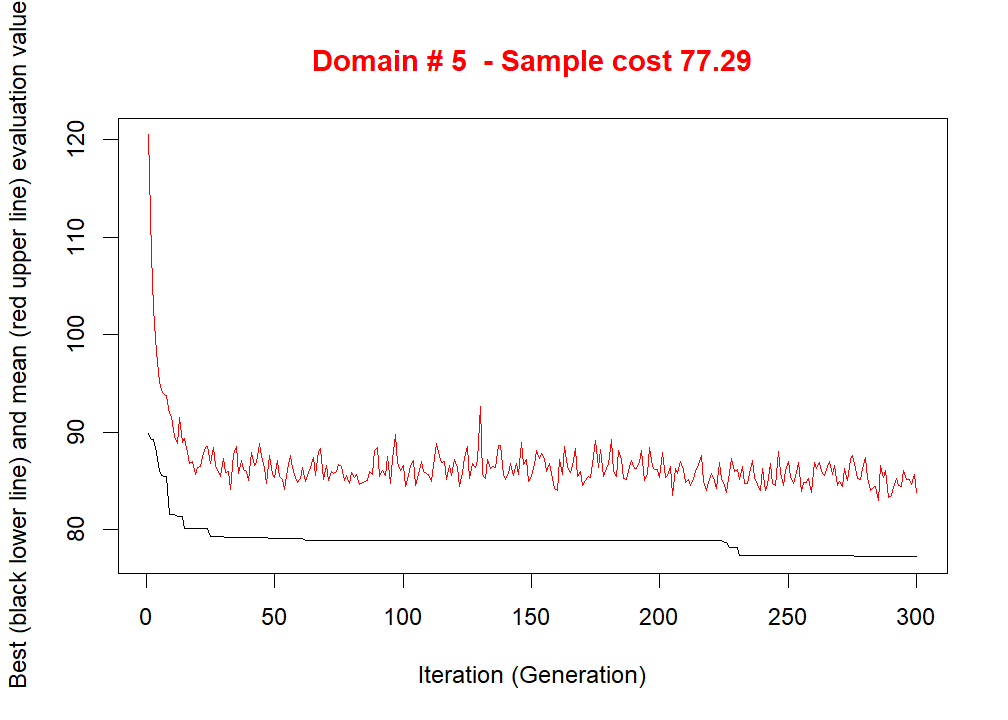 Domain # 5  - Sample cost 77.29
Best (black lower line) and mean (red upper line) evaluation value
120
110
100
90
80
0 50 100 150 200 250 300
Iteration (Generation)